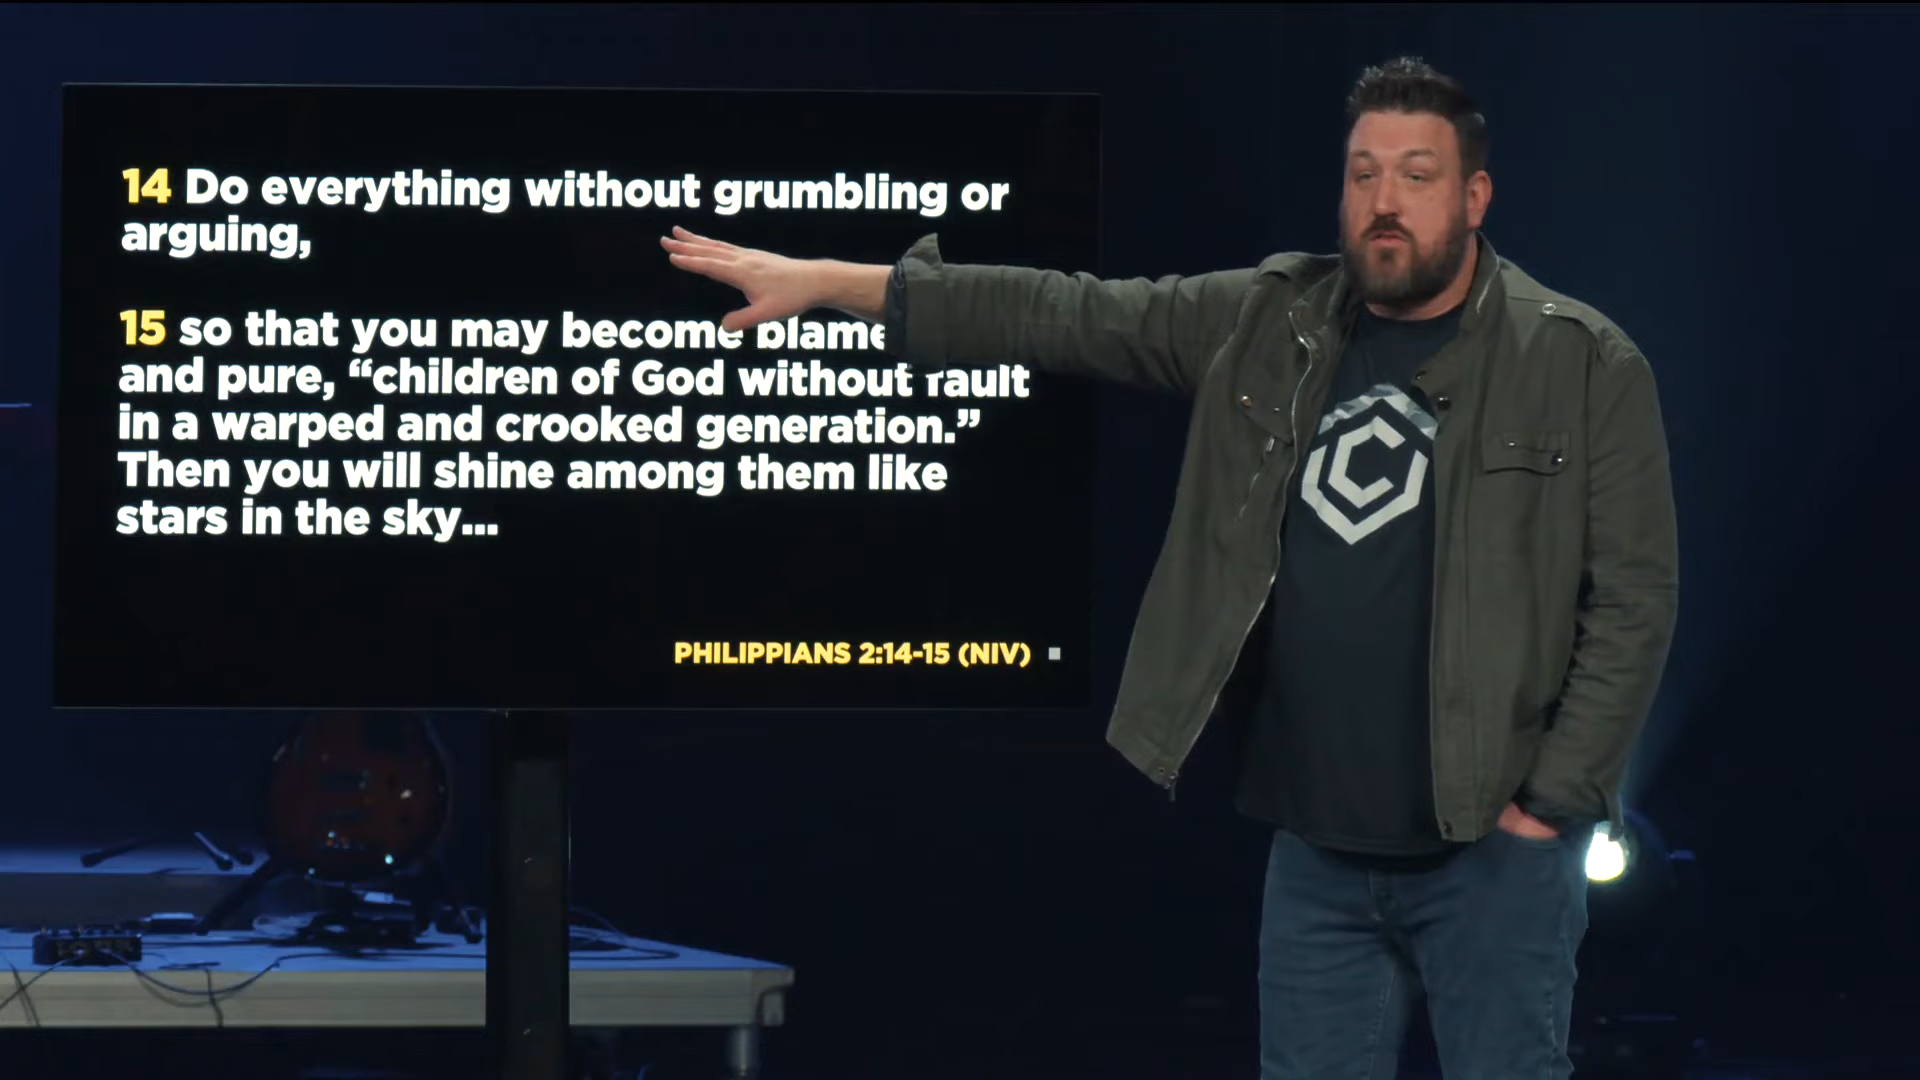 14 Do everything without grumbling or
arguing,
15 so that you may become
and pure, “children of God without fault
in a warped and crooked generation.”
Then you will shine among them like
stars in the sky...
PHILIPPIANS 2:14-15 (NIV)
C